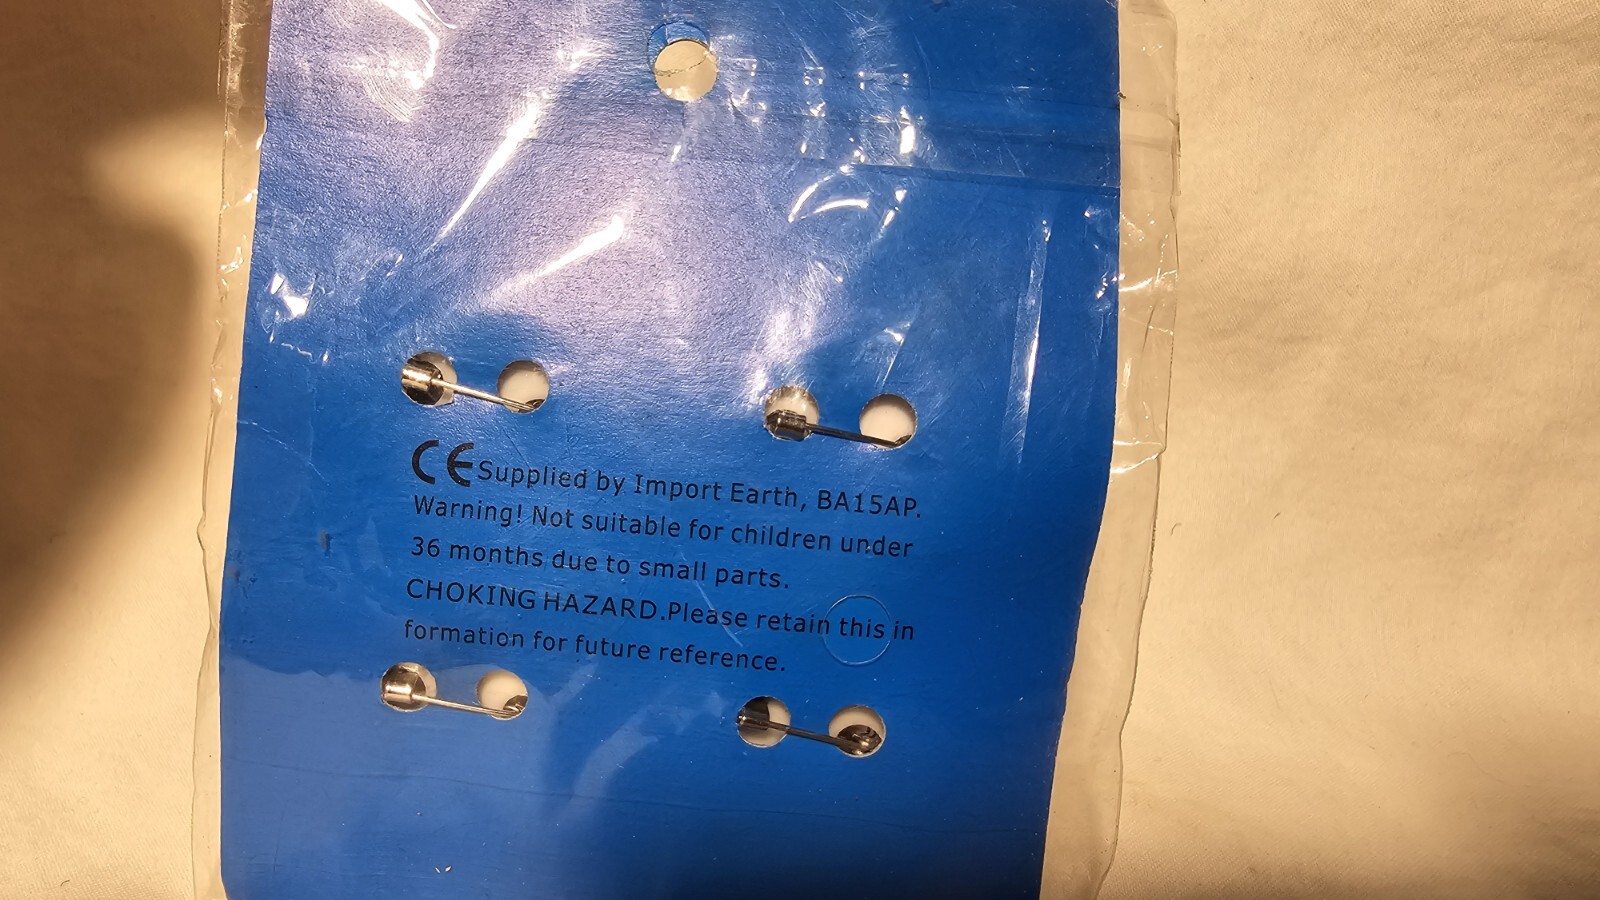 CE Supplied by Import Earth, BA15AP.
Warning! Not suitable for children under
36 months due to small parts.
CHOKING HAZARD.Please retain this in
formation for future reference.